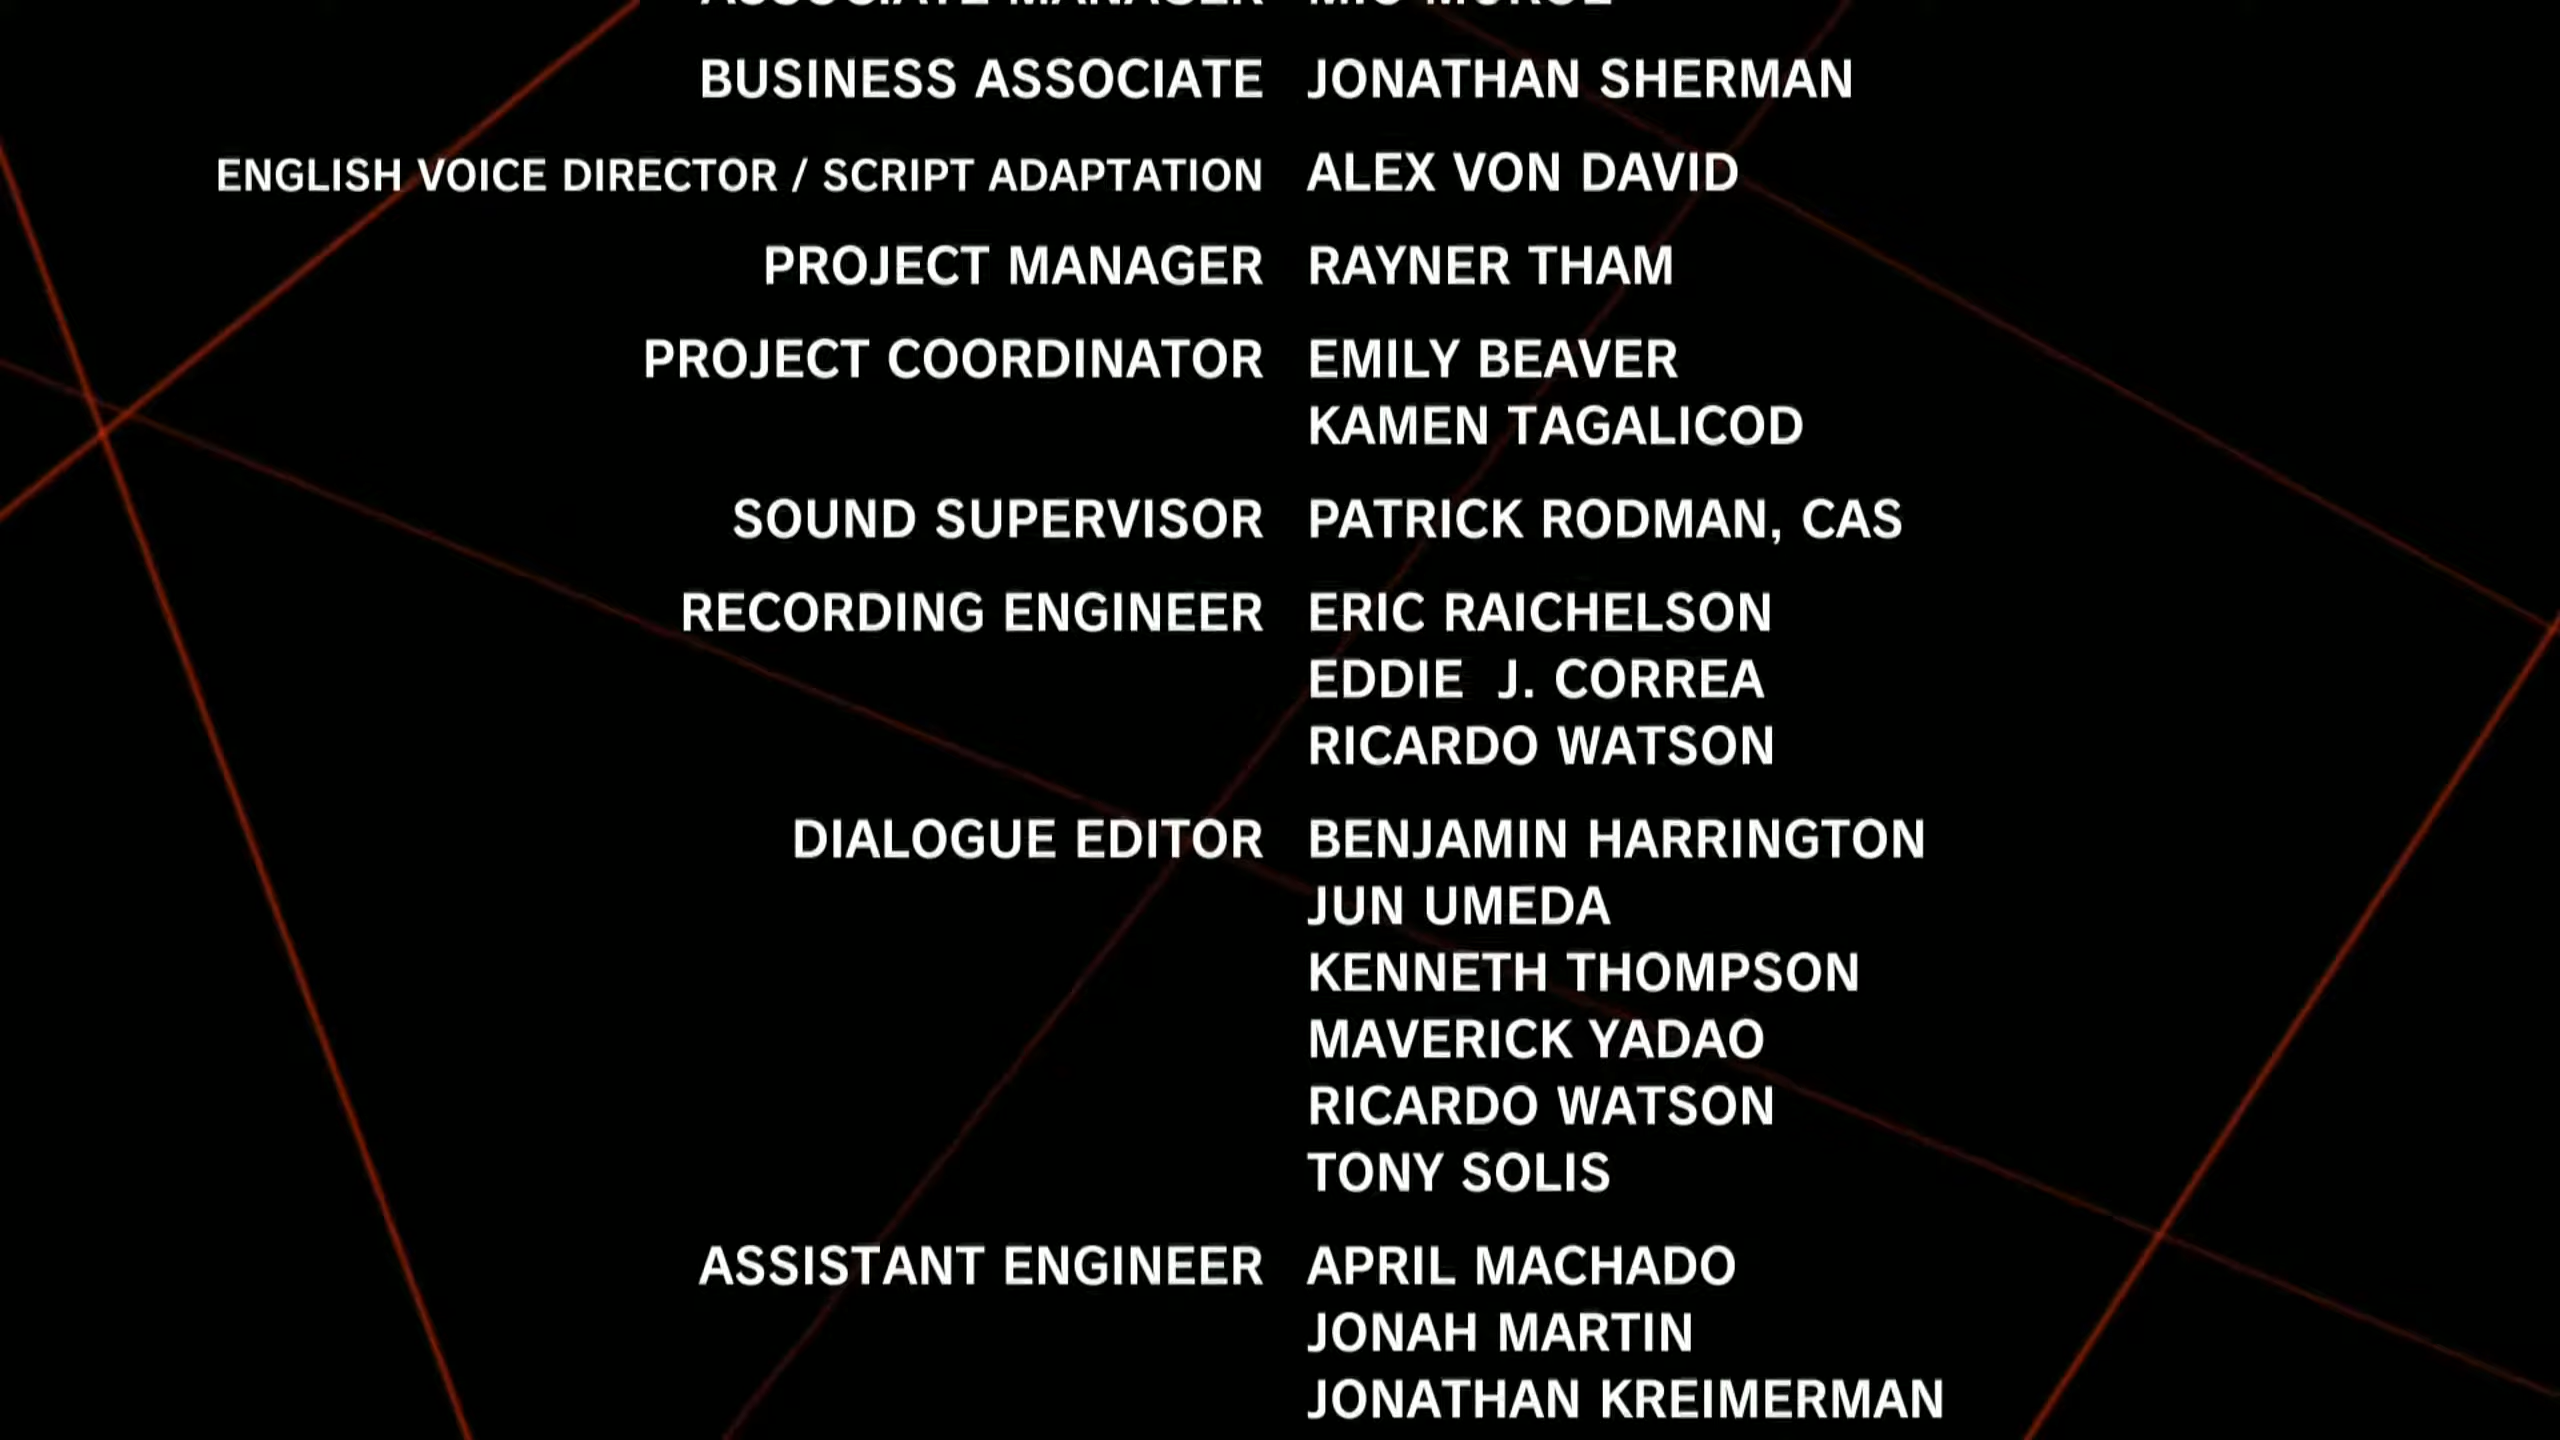 BUSINESS ASSOCIATE JONATHAN SHERMAN
ENGLISH VOICE DIRECTOR / SCRIPT ADAPTATION ALEX VON DAVID
PROJECT MANAGER RAYNER THAM
PROJECT COORDINATOR EMILY BEAVER
KAMEN TAGALICOD
SOUND SUPERVISOR PATRICK RODMAN, CAS
RECORDING ENGINEER ERIC RAICHELSON
EDDIE J. CORREA
RICARDO WATSON
DIALOGUE EDITOR BENJAMIN HARRINGTON
JUN UMEDA
KENNETH THOMPSON
MAVERICK YADAO
RICARDO WATSON
TONY SOLIS
ASSISTANT ENGINEER APRIL MACHADO
JONAH MARTIN
JONATHAN KREIMERMAN